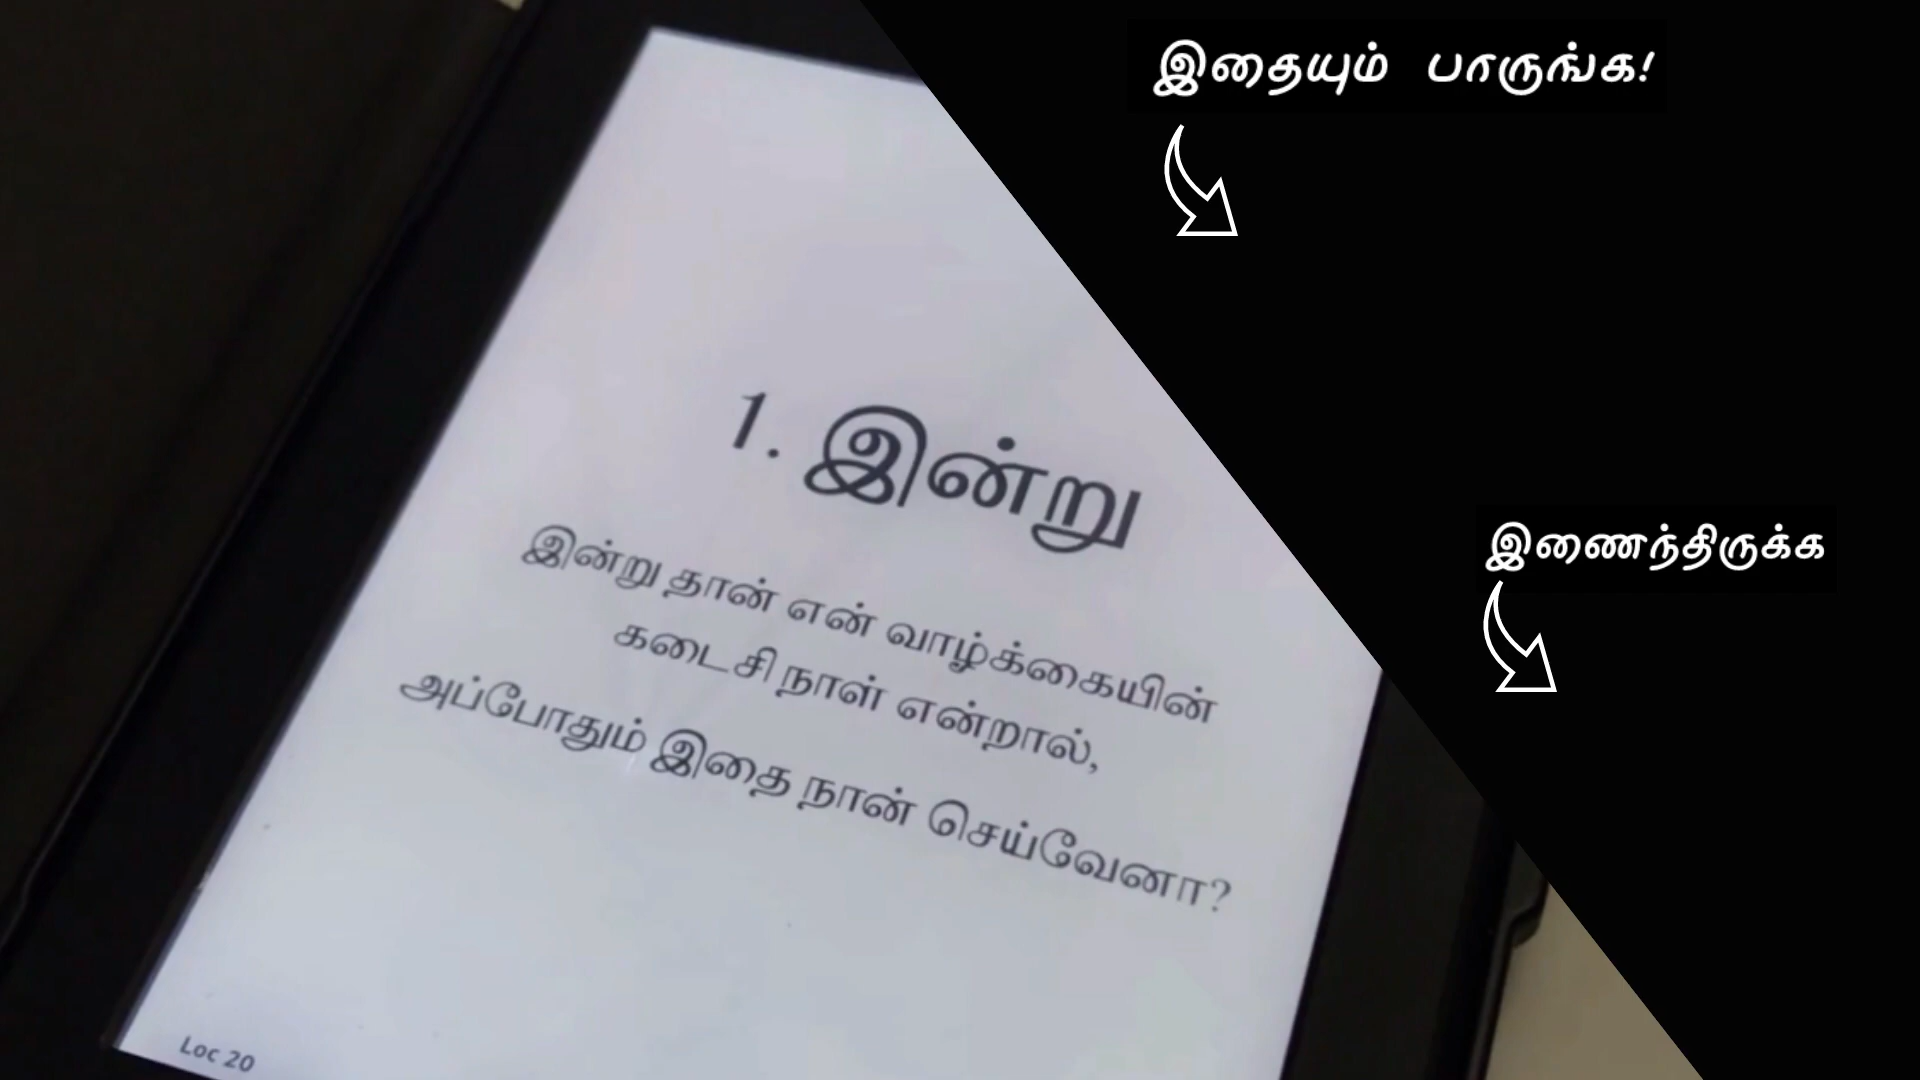 1. இன்று
இன்று தான் என் வாழ்க்கையின்
கடைசி நாள் என்றால்,
அப்போதும் இதை நான் செய்வேனா?
Loc 20
இதையும் பாருங்க!
இணைந்திருக்க